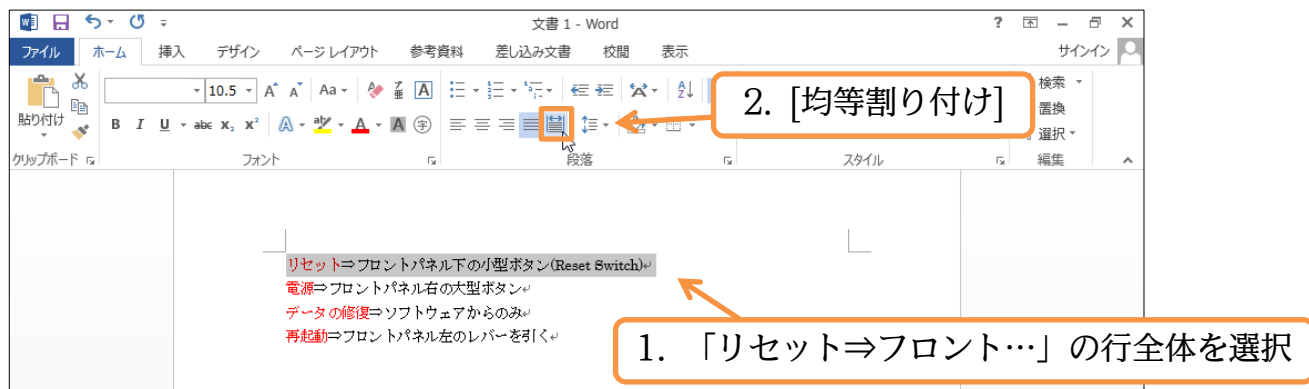 文書 1 - Word
ファイル ホーム 挿入 デザイン ページ レイアウト 参考資料 差し込み文書 校閲 表示 サインイン
貼り付け
10.5
B I U abc x₂ x²
クリップボード フォント 段落 スタイル 編集
検索
置換
選択
2. [均等割り付け]
リセット⇒フロントパネル下の小型ボタン(Reset Switch)↵
電源⇒フロントパネル右の大型ボタン↵
データの修復⇒ソフトウェアからのみ↵
再起動⇒フロントパネル左のレバーを引く↵
1. 「リセット⇒フロント…」の行全体を選択